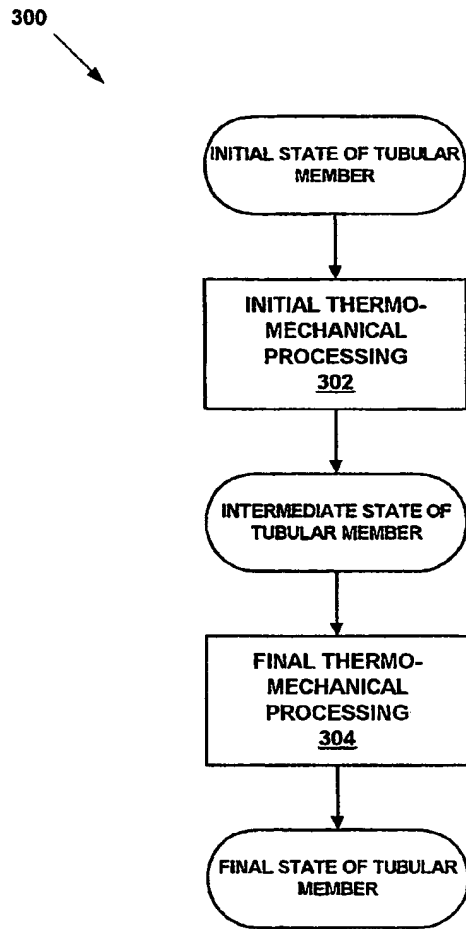 300
INITIAL STATE OF TUBULAR
MEMBER
INITIAL THERMO-
MECHANICAL
PROCESSING
302
INTERMEDIATE STATE OF
TUBULAR MEMBER
FINAL THERMO-
MECHANICAL
PROCESSING
304
FINAL STATE OF TUBULAR
MEMBER